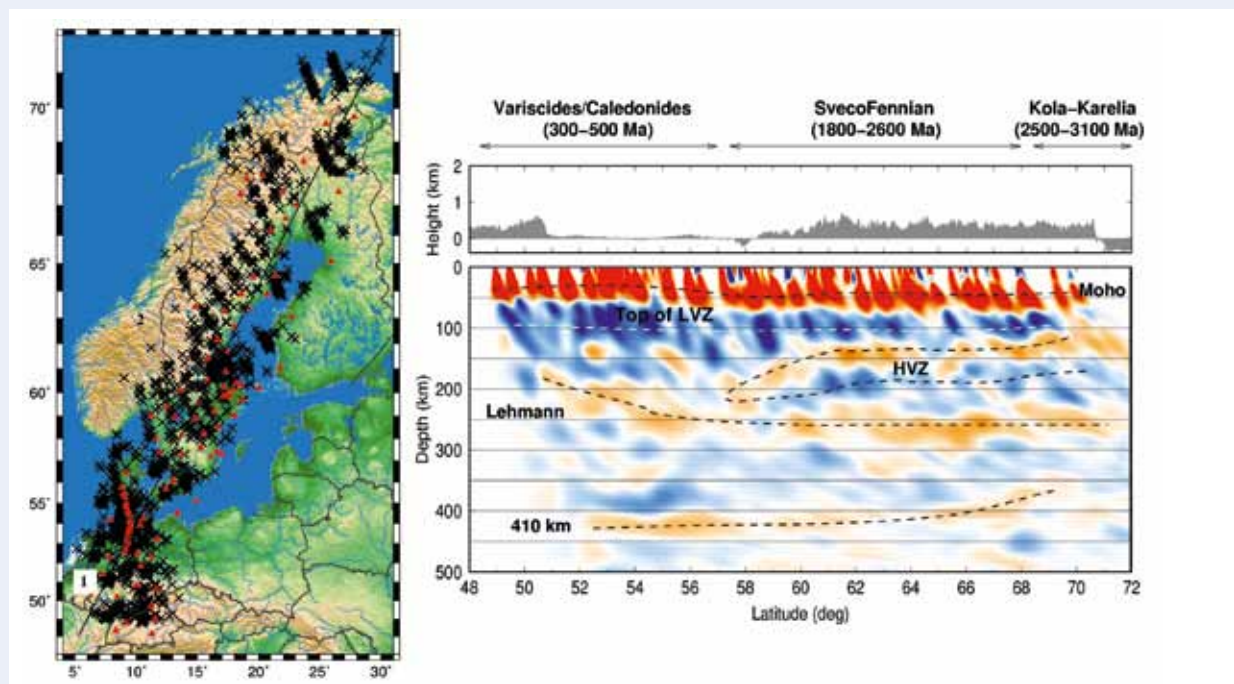 70˚
65˚
60˚
55˚
50˚
5˚ 10˚ 15˚ 20˚ 25˚ 30˚
2
1
Variscides/Caledonides
(300–500 Ma)
SvecoFennian
(1800–2600 Ma)
Kola–Karelia
(2500–3100 Ma)
Height (km)
2
1
0
Depth (km)
0
100
200
300
400
500
Moho
Top of LVZ
HVZ
Lehmann
410 km
48 50 52 54 56 58 60 62 64 66 68 70 72
Latitude (deg)